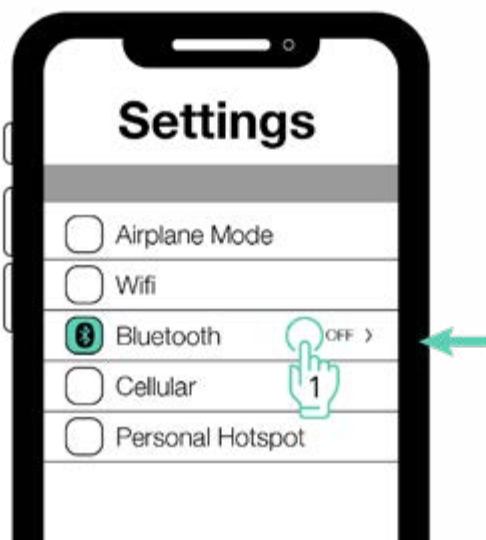 Settings
Airplane Mode
Wifi
Bluetooth OFF >
1
Cellular
Personal Hotspot